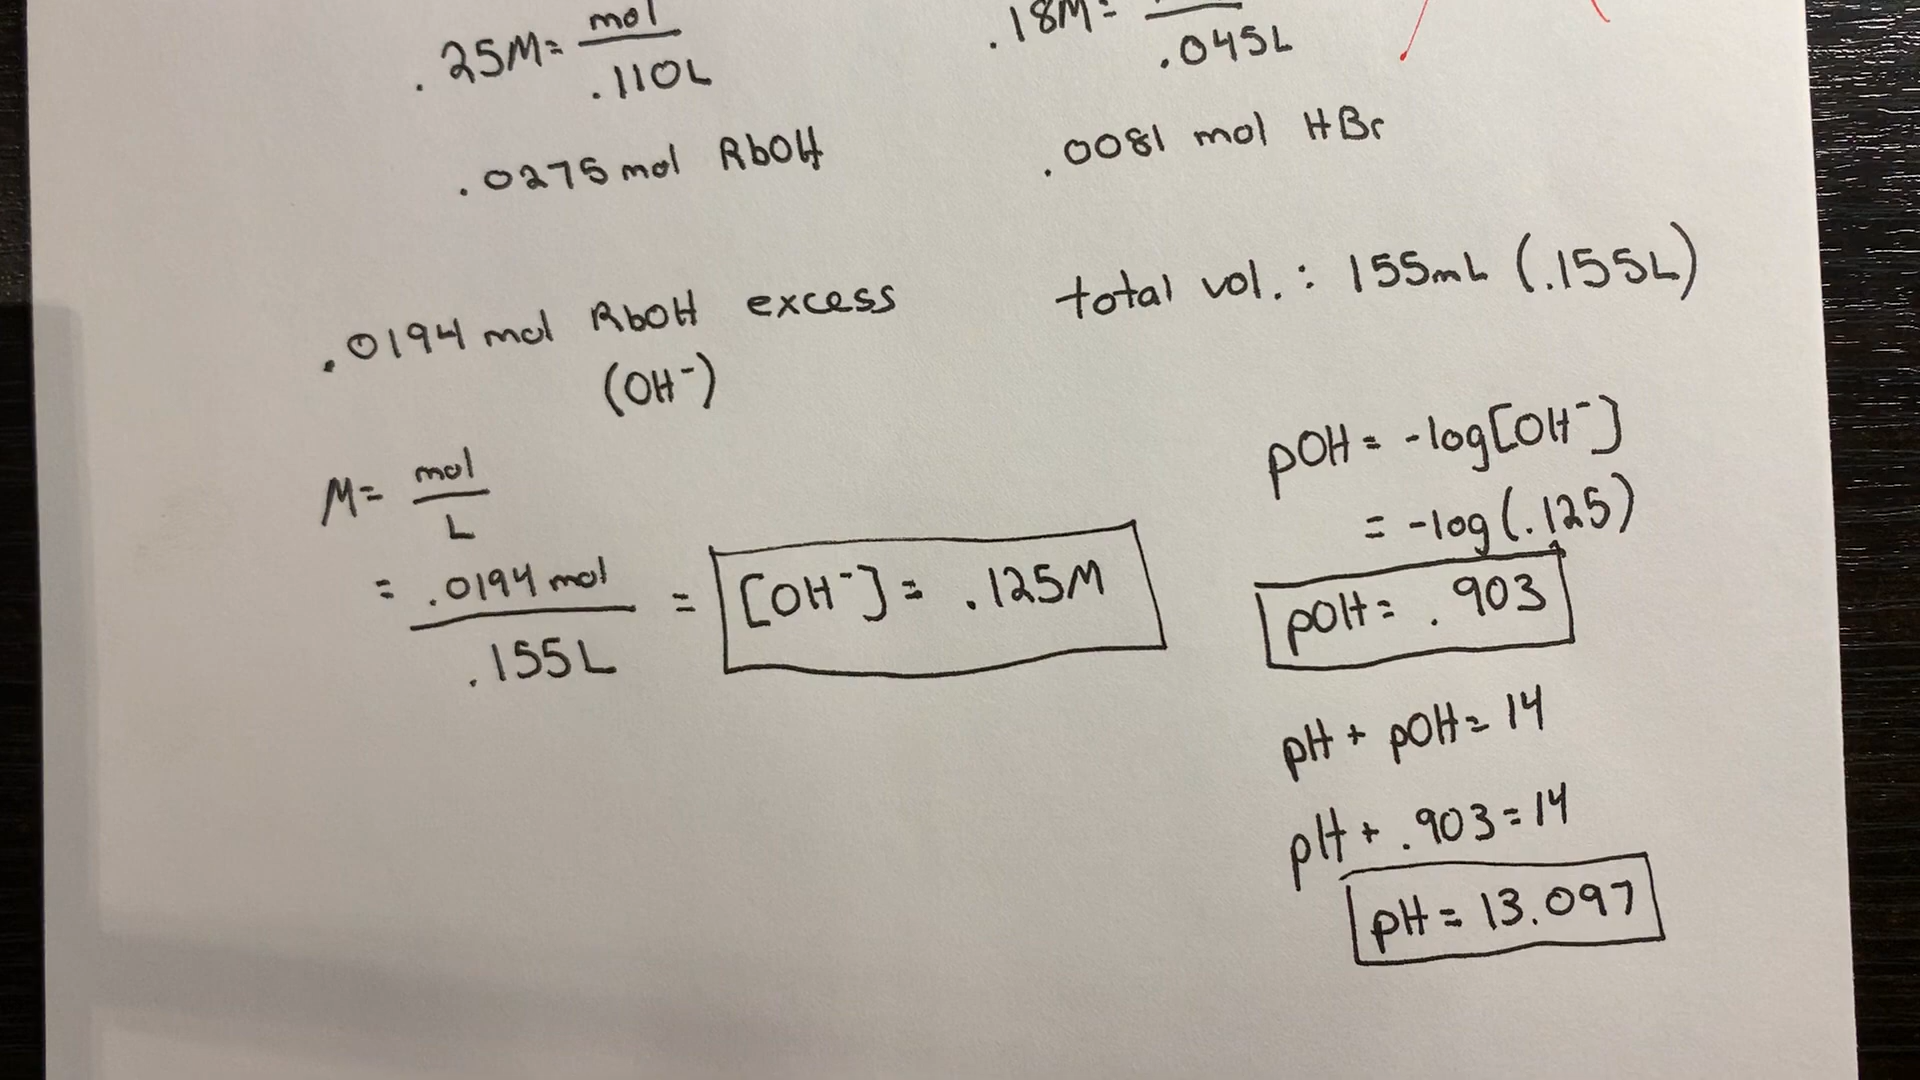 .25M = mol / .110L
.18M = / .045L
.0275 mol RbOH
.0081 mol HBr
.0194 mol RbOH excess
(OH⁻)
total vol. : 155mL (.155L)
M = mol / L
= .0194 mol / .155L = [OH⁻] = .125M
pOH = -log[OH⁻]
= -log(.125)
pOH = .903
pH + pOH = 14
pH + .903 = 14
pH = 13.097